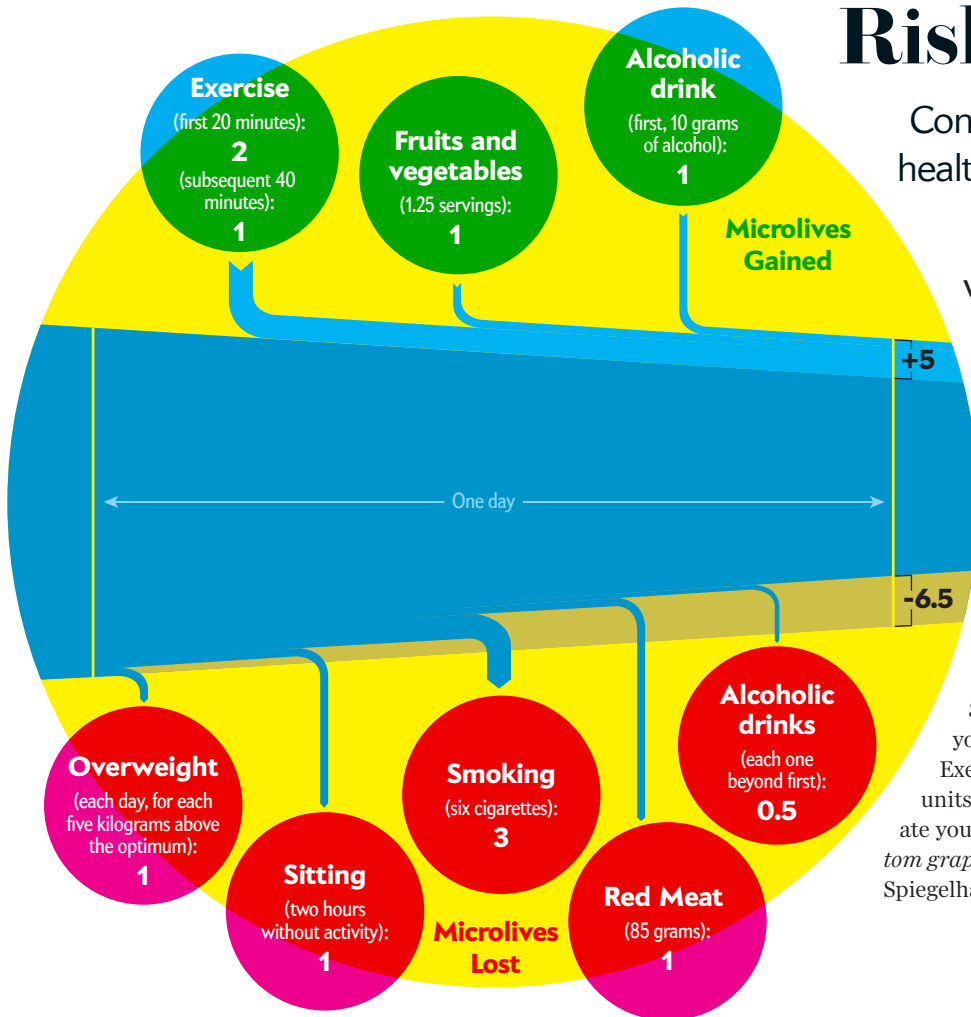 Exercise
(first 20 minutes):
2
(subsequent 40
minutes):
1
Fruits and
vegetables
(1.25 servings):
1
Alcoholic
drink
(first, 10 grams
of alcohol):
1
Microlives
Gained
+5
One day
-6.5
Overweight
(each day, for each
five kilograms above
the optimum):
1
Sitting
(two hours
without activity):
1
Smoking
(six cigarettes):
3
Red Meat
(85 grams):
1
Alcoholic
drinks
(each one
beyond first):
0.5
Microlives
Lost
Ris
Con
healt
yo
Exe
units
ate you
tom grap
Spiegelha